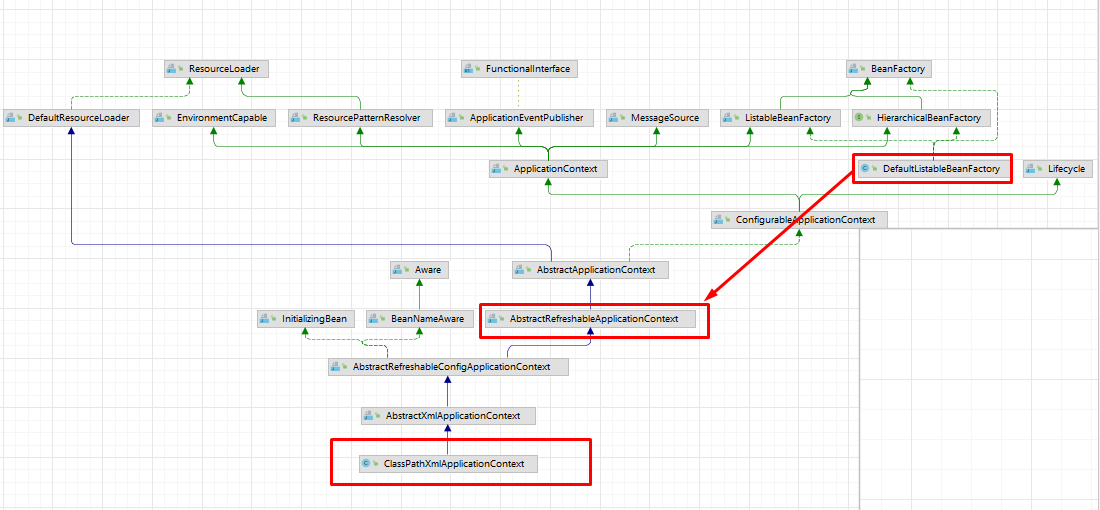 ResourceLoader
FunctionalInterface
BeanFactory
DefaultResourceLoader
EnvironmentCapable
ResourcePatternResolver
ApplicationEventPublisher
MessageSource
ListableBeanFactory
HierarchicalBeanFactory
ApplicationContext
DefaultListableBeanFactory
Lifecycle
ConfigurableApplicationContext
Aware
AbstractApplicationContext
InitializingBean
BeanNameAware
AbstractRefreshableApplicationContext
AbstractRefreshableConfigApplicationContext
AbstractXmlApplicationContext
ClassPathXmlApplicationContext